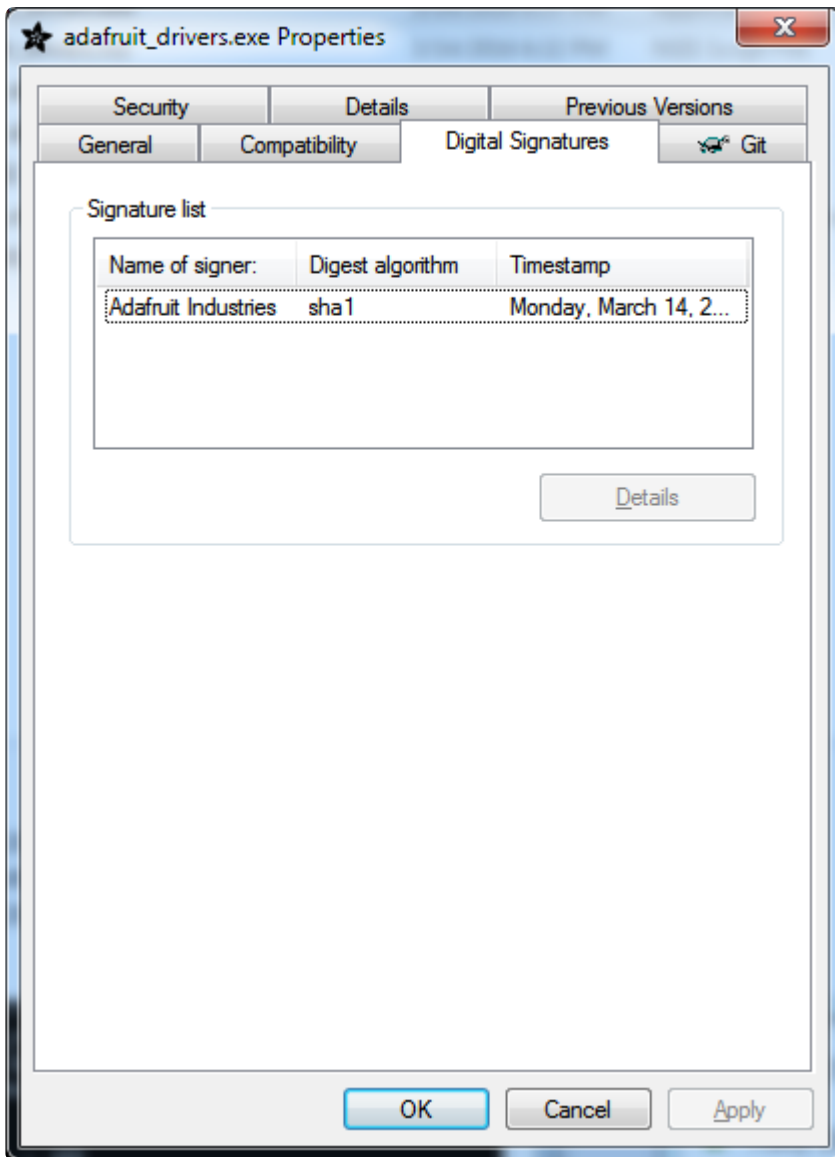 adafruit_drivers.exe Properties
Security Details Previous Versions
General Compatibility Digital Signatures Git
Signature list
Name of signer: Digest algorithm Timestamp
Adafruit Industries sha1 Monday, March 14, 2...
Details
OK Cancel Apply